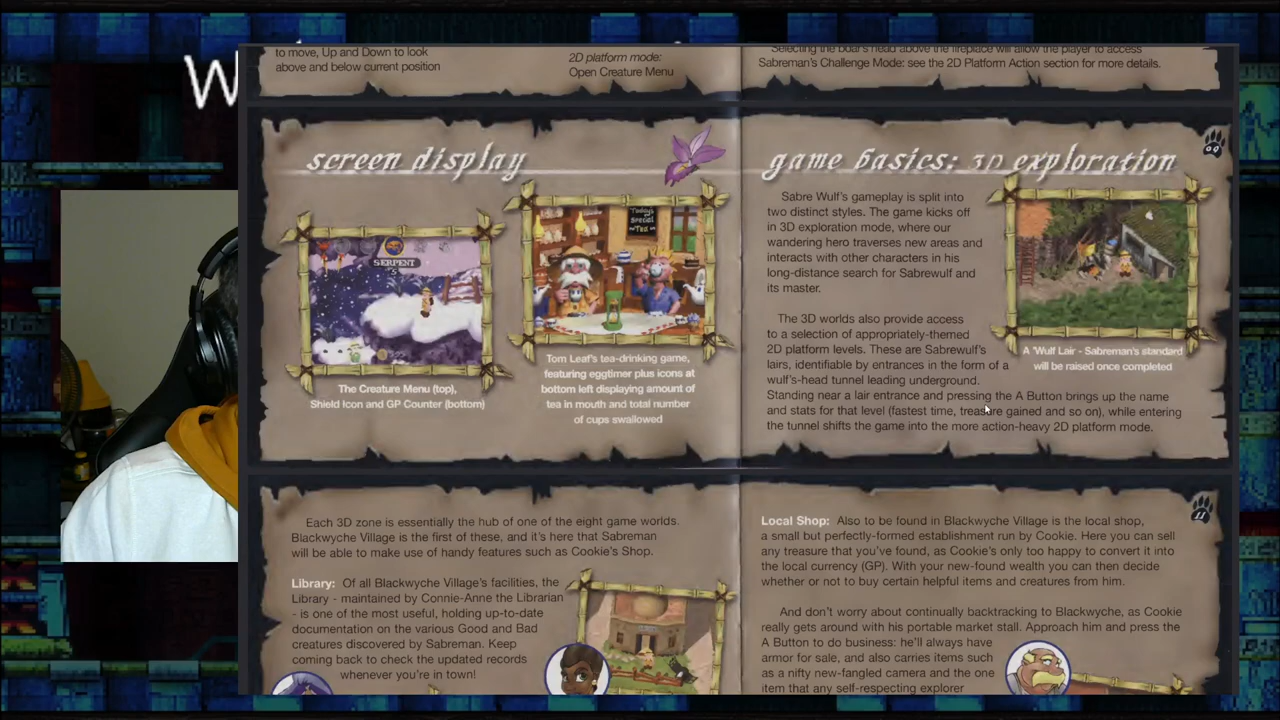 W
to move, Up and Down to look
above and below current position
2D platform mode:
Open Creature Menu
Selecting the boar's head above the fireplace will allow the player to access
Sabreman's Challenge Mode: see the 2D Platform Action section for more details.
screen display
SERPENT
The Creature Menu (top),
Shield Icon and GP Counter (bottom)
Today's
Special
~Tea~
Tom Leaf's tea-drinking game,
featuring eggtimer plus icons at
bottom left displaying amount of
tea in mouth and total number
of cups swallowed
game basics: 3D exploration
09
Sabre Wulf's gameplay is split into
two distinct styles. The game kicks off
in 3D exploration mode, where our
wandering hero traverses new areas and
interacts with other characters in his
long-distance search for Sabrewulf and
its master.
The 3D worlds also provide access
to a selection of appropriately-themed
2D platform levels. These are Sabrewulf's
lairs, identifiable by entrances in the form of a
wulf's-head tunnel leading underground.
Standing near a lair entrance and pressing the A Button brings up the name
and stats for that level (fastest time, treasure gained and so on), while entering
the tunnel shifts the game into the more action-heavy 2D platform mode.
A 'Wulf Lair - Sabreman's standard
will be raised once completed
Each 3D zone is essentially the hub of one of the eight game worlds.
Blackwyche Village is the first of these, and it's here that Sabreman
will be able to make use of handy features such as Cookie's Shop.
Library: Of all Blackwyche Village's facilities, the
Library - maintained by Connie-Anne the Librarian
- is one of the most useful, holding up-to-date
documentation on the various Good and Bad
creatures discovered by Sabreman. Keep
coming back to check the updated records
whenever you're in town!
11
Local Shop: Also to be found in Blackwyche Village is the local shop,
a small but perfectly-formed establishment run by Cookie. Here you can sell
any treasure that you've found, as Cookie's only too happy to convert it into
the local currency (GP). With your new-found wealth you can then decide
whether or not to buy certain helpful items and creatures from him.
And don't worry about continually backtracking to Blackwyche, as Cookie
really gets around with his portable market stall. Approach him and press the
A Button to do business: he'll always have
armor for sale, and also carries items such
as a nifty new-fangled camera and the one
item that any self-respecting explorer